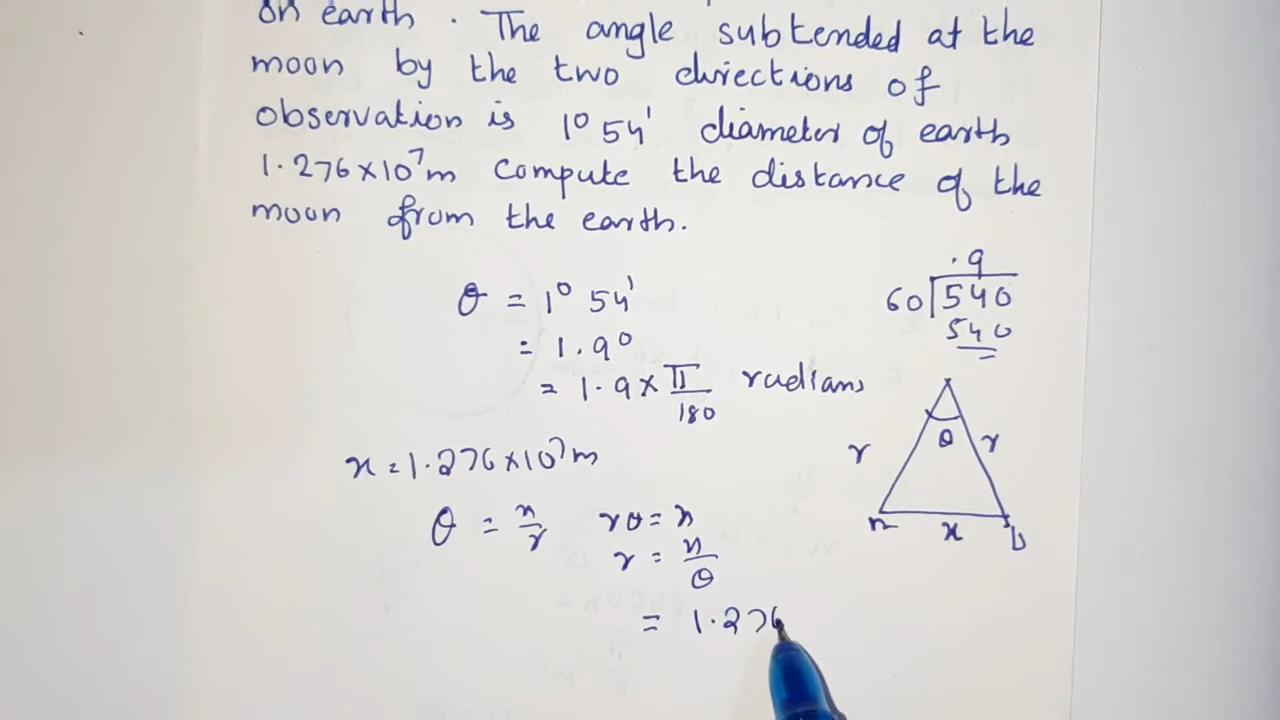 on earth. The angle subtended at the
moon by the two directions of
observation is 1° 54' diameter of earth
1.276×10⁷m compute the distance of the
moon from the earth.
θ = 1° 54'
= 1.9°
= 1.9 × π/180 radians
.9
60)540
540
x = 1.276×10⁷m
θ = x/r rθ = x
r = x/θ
= 1.276
θ
r r
x b